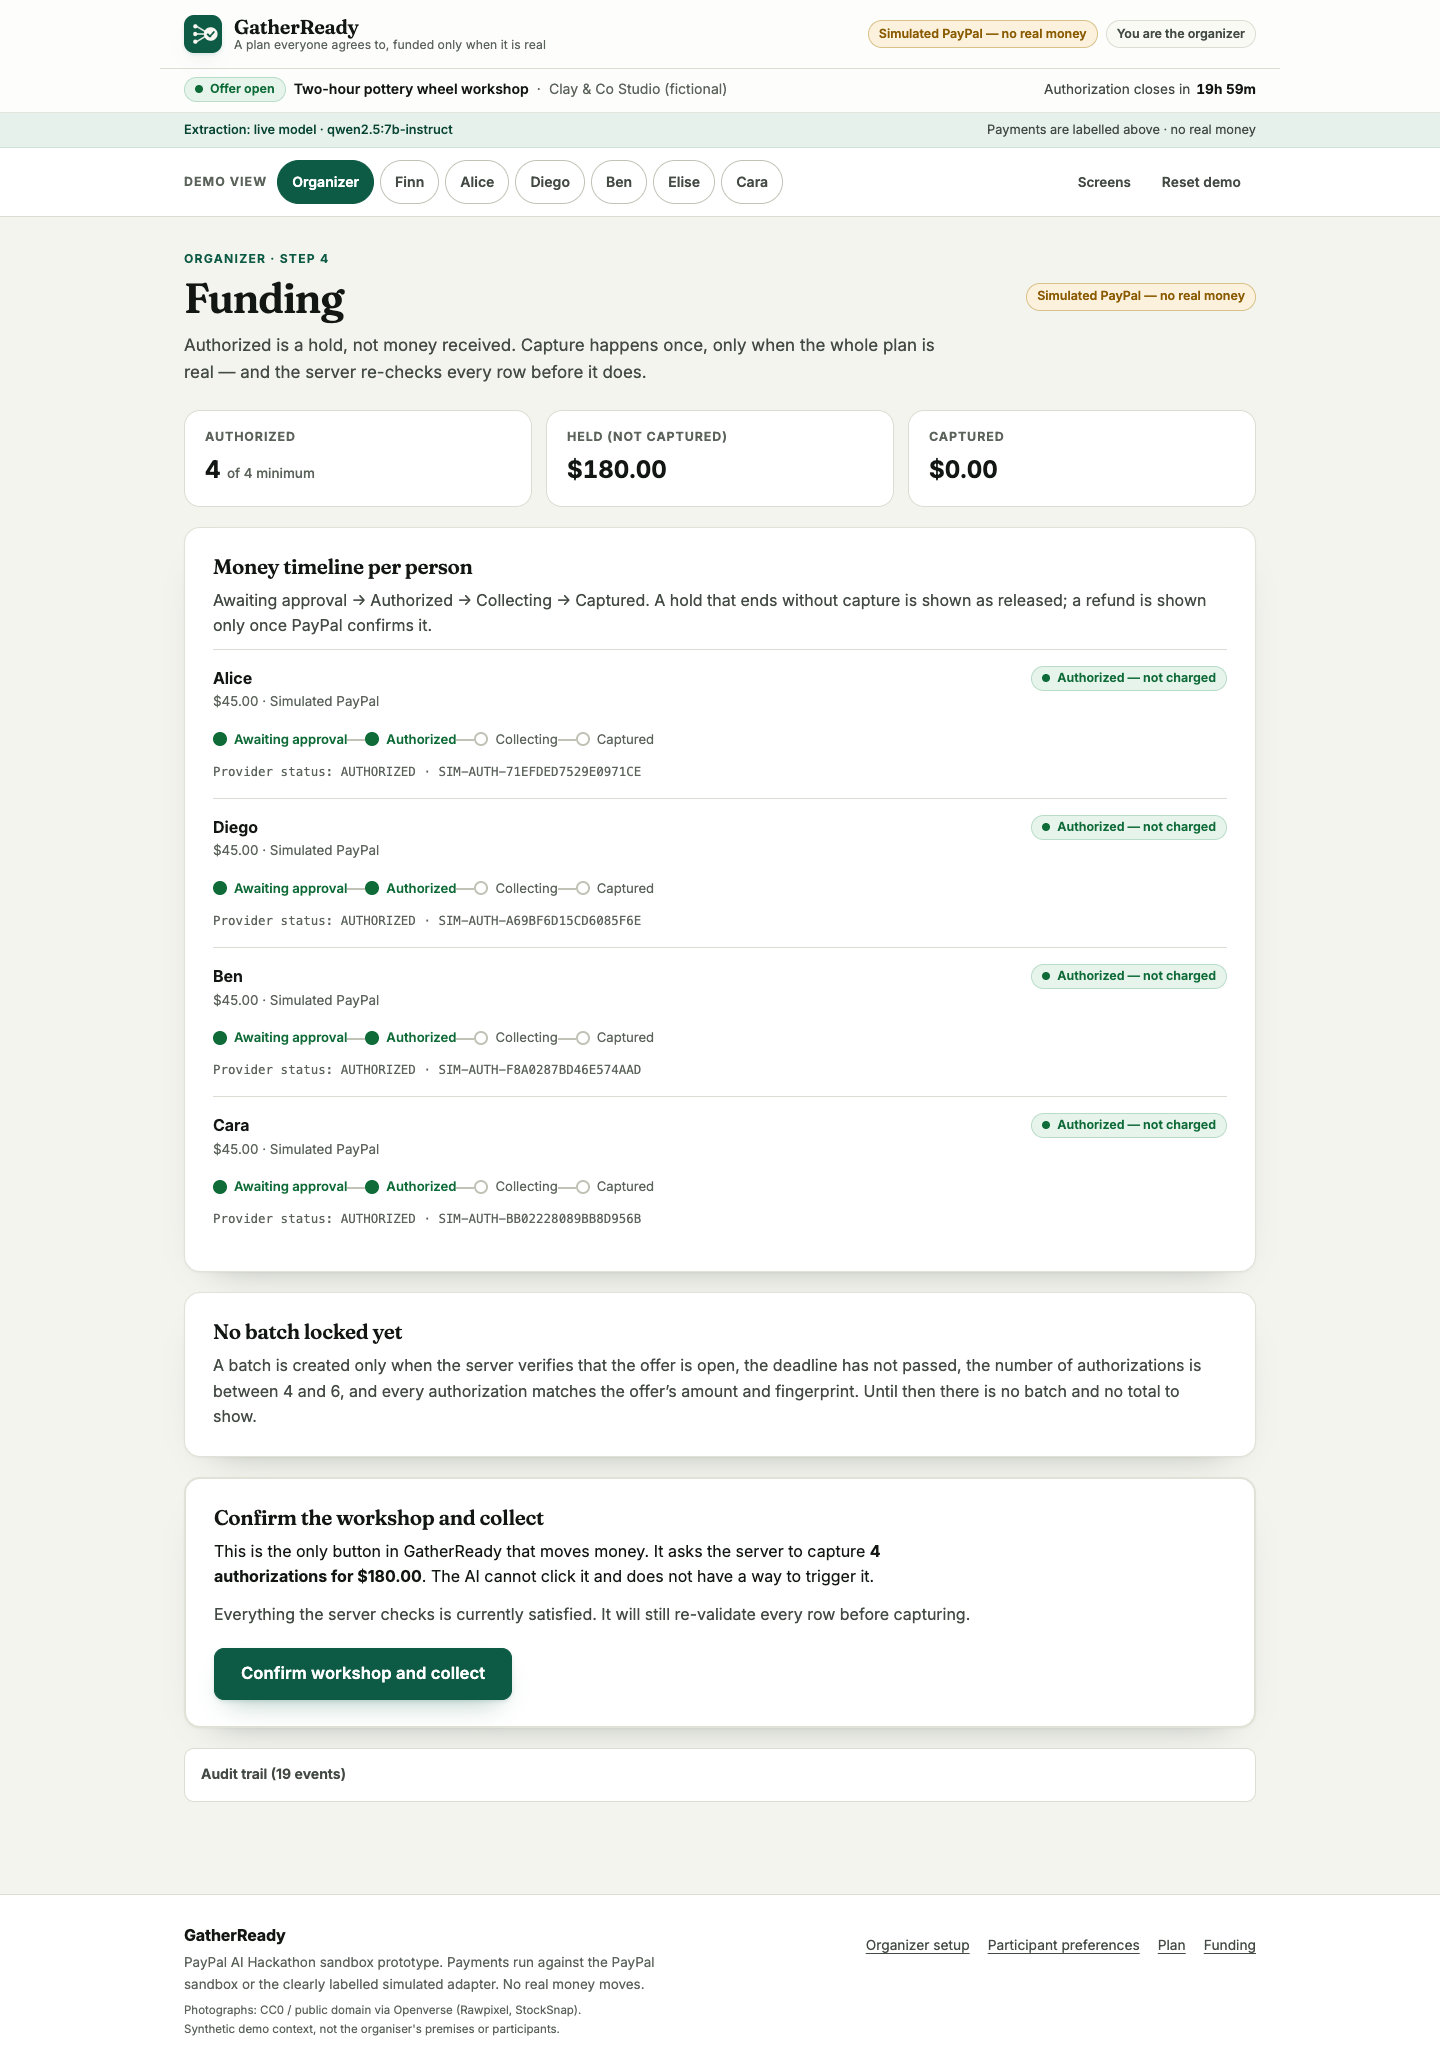 GatherReady
A plan everyone agrees to, funded only when it is real
Simulated PayPal — no real money
You are the organizer
Offer open
Two-hour pottery wheel workshop · Clay & Co Studio (fictional)
Authorization closes in 19h 59m
Extraction: live model · qwen2.5:7b-instruct
Payments are labelled above · no real money
DEMO VIEW
Organizer
Finn
Alice
Diego
Ben
Elise
Cara
Screens
Reset demo
ORGANIZER · STEP 4
Funding
Simulated PayPal — no real money
Authorized is a hold, not money received. Capture happens once, only when the whole plan is
real — and the server re-checks every row before it does.
AUTHORIZED
4 of 4 minimum
HELD (NOT CAPTURED)
$180.00
CAPTURED
$0.00
Money timeline per person
Awaiting approval → Authorized → Collecting → Captured. A hold that ends without capture is shown as released; a refund is shown
only once PayPal confirms it.
Alice
Authorized — not charged
$45.00 · Simulated PayPal
Awaiting approval
Authorized
Collecting
Captured
Provider status: AUTHORIZED · SIM-AUTH-71EFDED7529E0971CE
Diego
Authorized — not charged
$45.00 · Simulated PayPal
Awaiting approval
Authorized
Collecting
Captured
Provider status: AUTHORIZED · SIM-AUTH-A69BF6D15CD6085F6E
Ben
Authorized — not charged
$45.00 · Simulated PayPal
Awaiting approval
Authorized
Collecting
Captured
Provider status: AUTHORIZED · SIM-AUTH-F8A0287BD46E574AAD
Cara
Authorized — not charged
$45.00 · Simulated PayPal
Awaiting approval
Authorized
Collecting
Captured
Provider status: AUTHORIZED · SIM-AUTH-BB02228089BB8D956B
No batch locked yet
A batch is created only when the server verifies that the offer is open, the deadline has not passed, the number of authorizations is
between 4 and 6, and every authorization matches the offer’s amount and fingerprint. Until then there is no batch and no total to
show.
Confirm the workshop and collect
This is the only button in GatherReady that moves money. It asks the server to capture 4
authorizations for $180.00. The AI cannot click it and does not have a way to trigger it.
Everything the server checks is currently satisfied. It will still re-validate every row before capturing.
Confirm workshop and collect
Audit trail (19 events)
GatherReady
PayPal AI Hackathon sandbox prototype. Payments run against the PayPal
sandbox or the clearly labelled simulated adapter. No real money moves.
Photographs: CC0 / public domain via Openverse (Rawpixel, StockSnap).
Synthetic demo context, not the organiser's premises or participants.
Organizer setup
Participant preferences
Plan
Funding